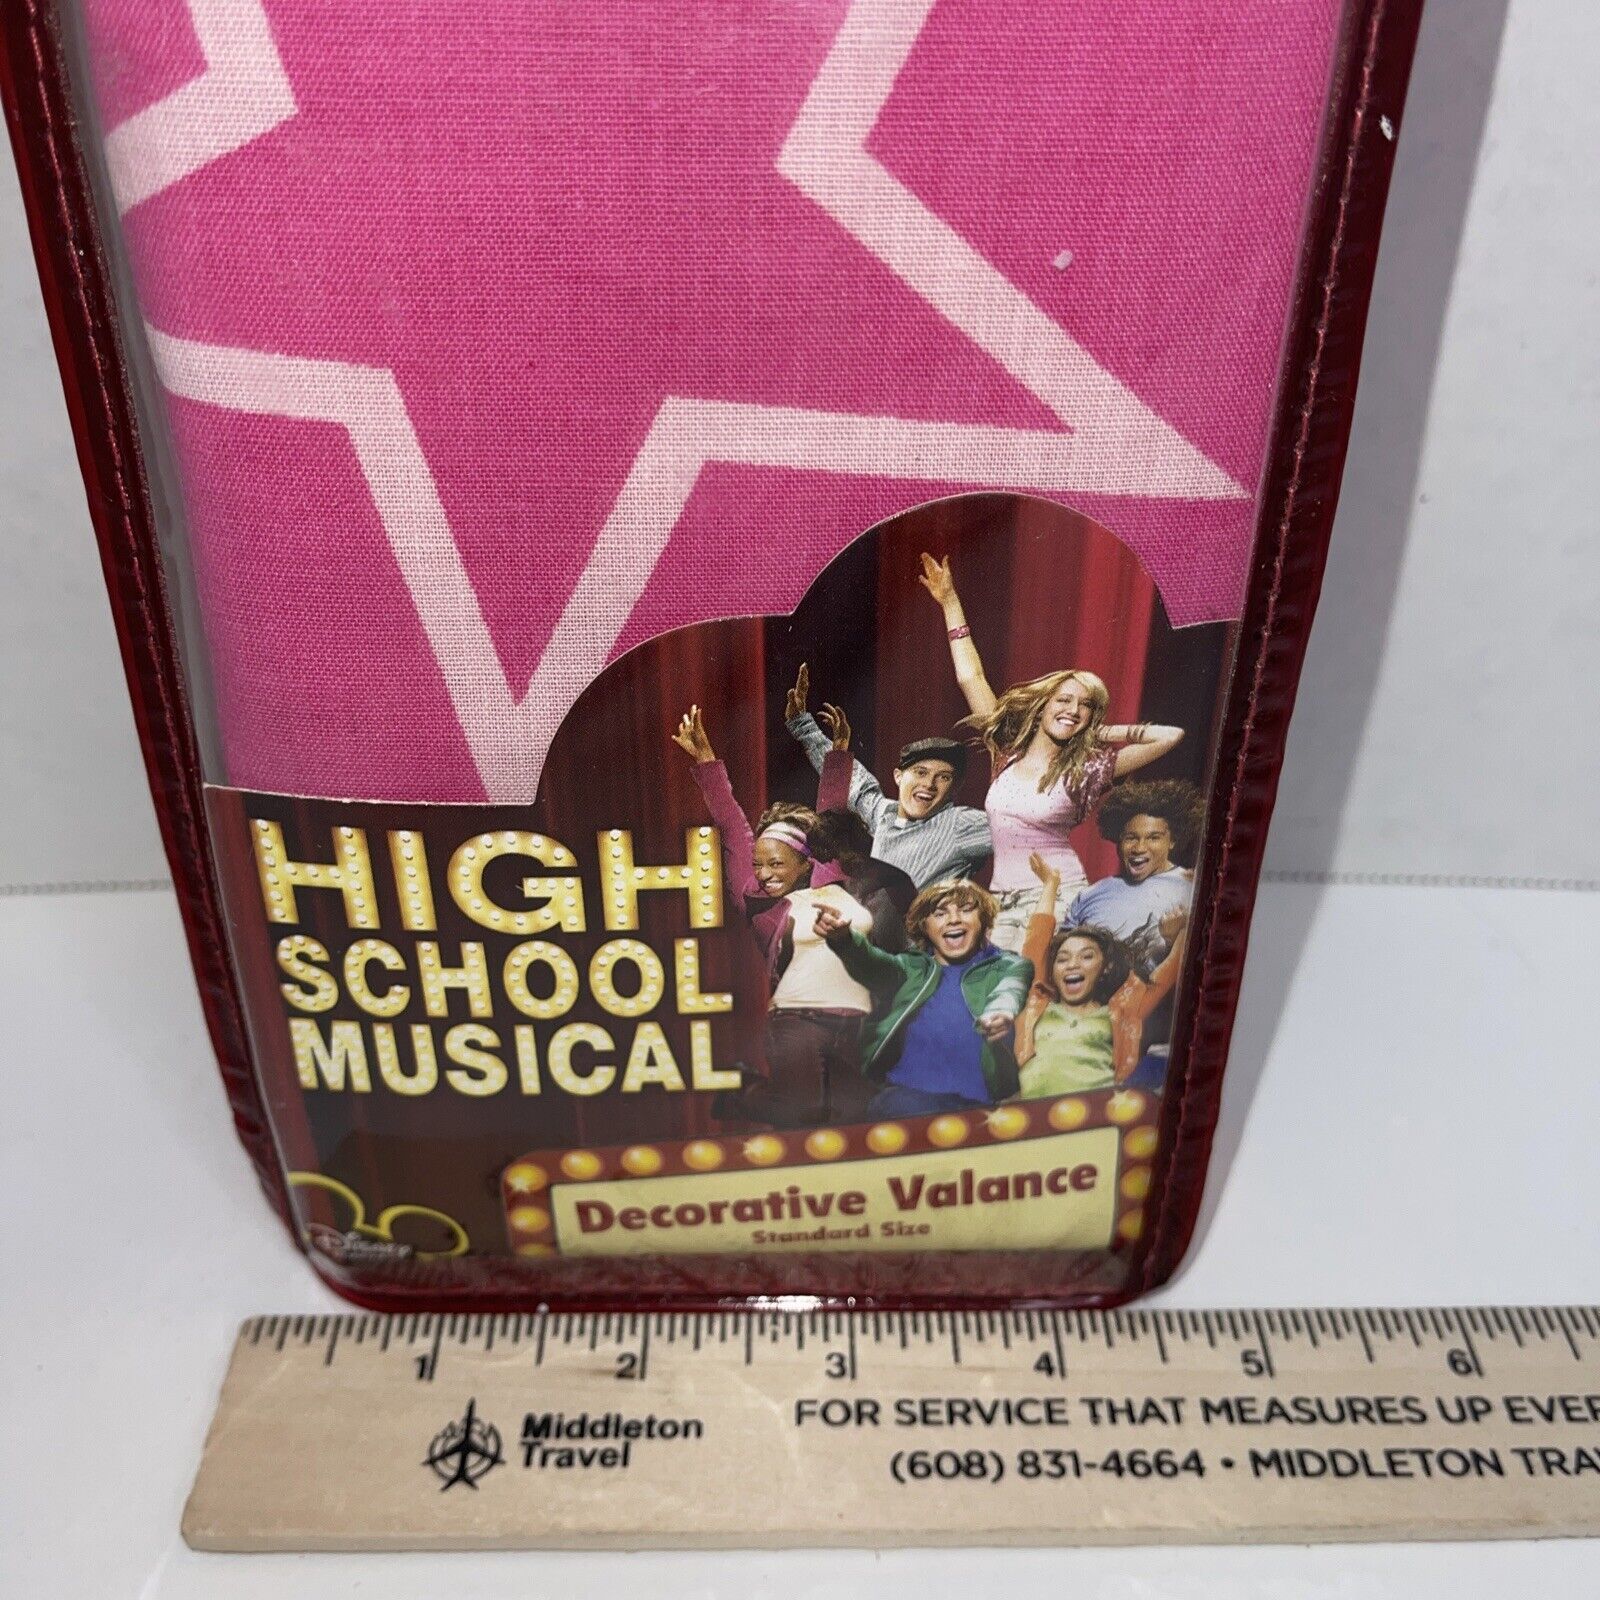 HIGH
SCHOOL
MUSICAL
Decorative Valance
Standard Size
Disney
1 2 3 4 5 6
Middleton
Travel
FOR SERVICE THAT MEASURES UP EVER
(608) 831-4664 • MIDDLETON TRA